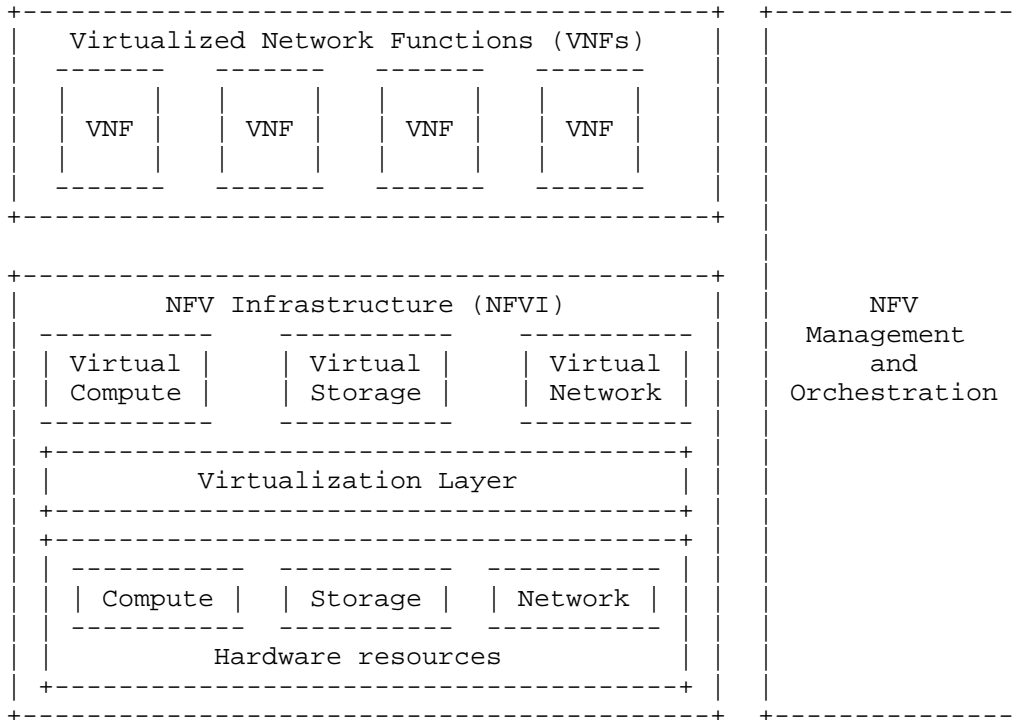 Virtualized Network Functions (VNFs)
VNF VNF VNF VNF
NFV Infrastructure (NFVI)
Virtual Compute
Virtual Storage
Virtual Network
Virtualization Layer
Compute Storage Network
Hardware resources
NFV
Management
and
Orchestration